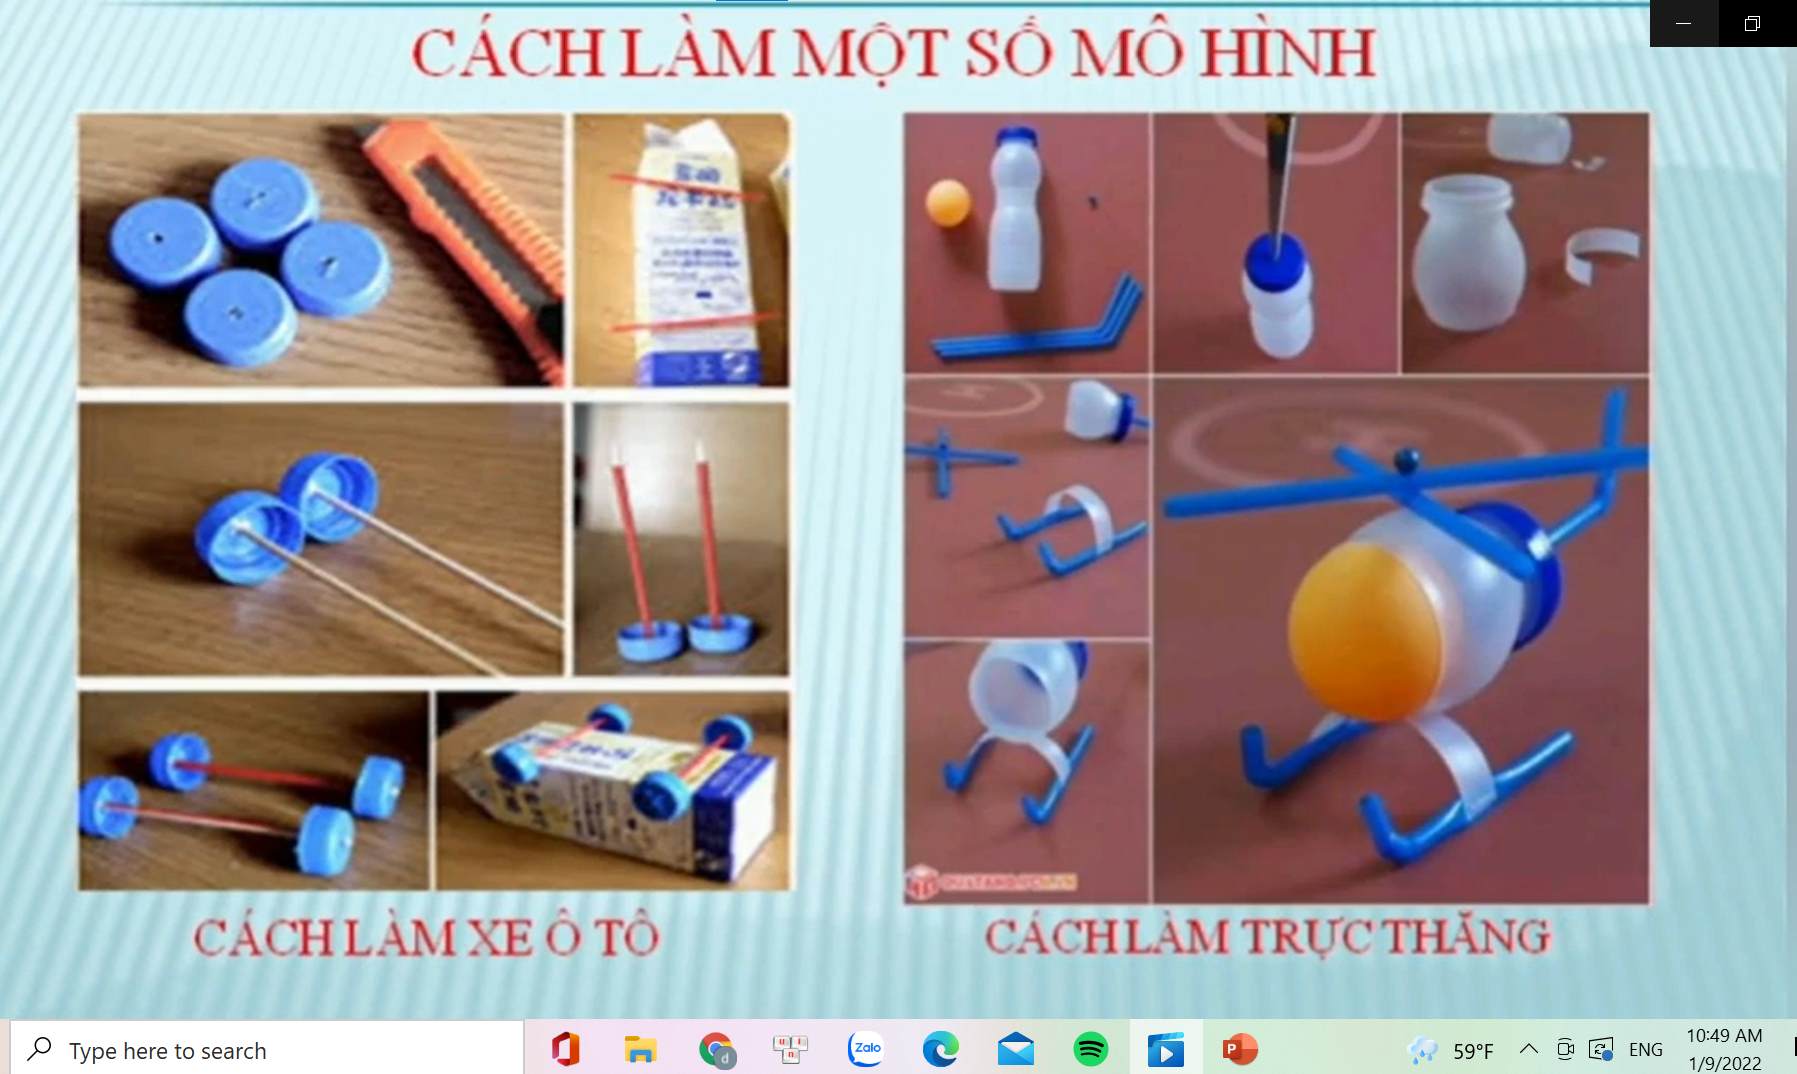 CÁCH LÀM MỘT SỐ MÔ HÌNH
CÁCH LÀM XE Ô TÔ
CÁCH LÀM TRỰC THĂNG
Type here to search
Zalo
59°F
ENG
10:49 AM
1/9/2022